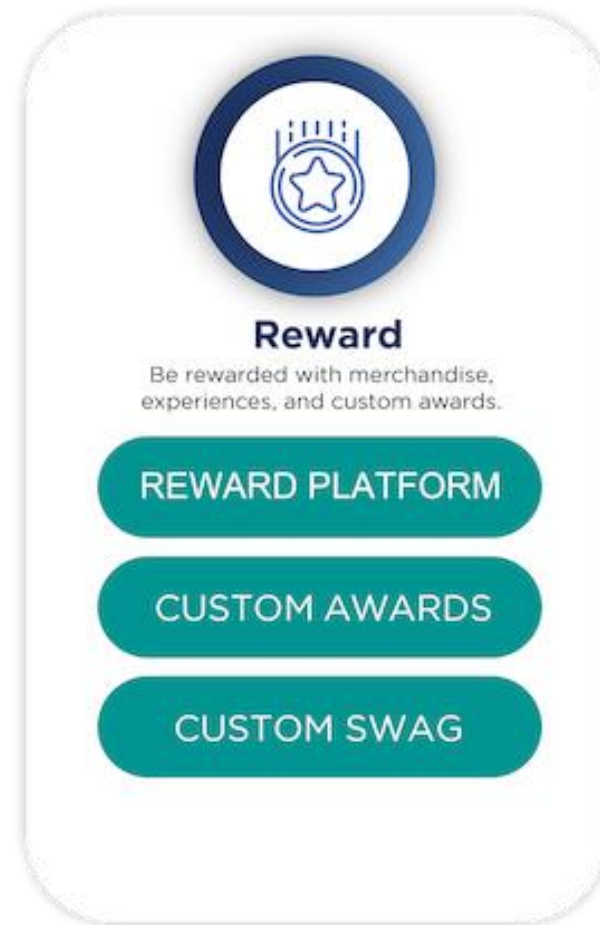 Reward
Be rewarded with merchandise,
experiences, and custom awards.
REWARD PLATFORM
CUSTOM AWARDS
CUSTOM SWAG